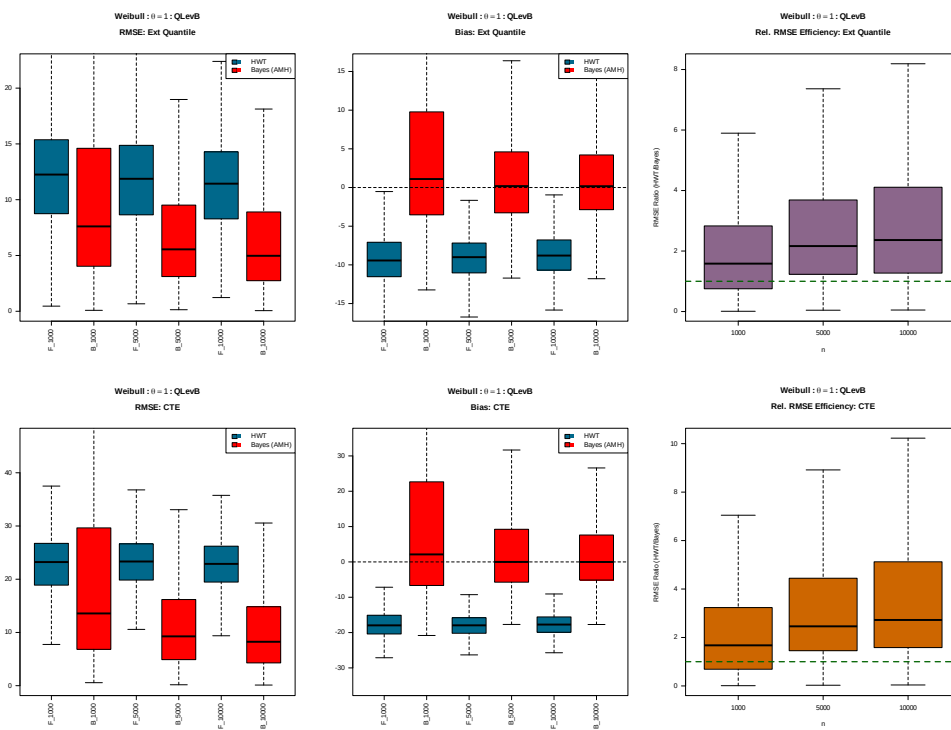 Weibull : θ = 1 : QLevB
RMSE: Ext Quantile
HWT
Bayes (AMH)
20
15
10
5
0
F_1000
B_1000
F_5000
B_5000
F_10000
B_10000
Weibull : θ = 1 : QLevB
Bias: Ext Quantile
HWT
Bayes (AMH)
15
10
5
0
-5
-10
-15
F_1000
B_1000
F_5000
B_5000
F_10000
B_10000
Weibull : θ = 1 : QLevB
Rel. RMSE Efficiency: Ext Quantile
RMSE Ratio (HWT/Bayes)
8
6
4
2
0
1000
5000
10000
n
Weibull : θ = 1 : QLevB
RMSE: CTE
HWT
Bayes (AMH)
40
30
20
10
0
F_1000
B_1000
F_5000
B_5000
F_10000
B_10000
Weibull : θ = 1 : QLevB
Bias: CTE
HWT
Bayes (AMH)
30
20
10
0
-10
-20
-30
F_1000
B_1000
F_5000
B_5000
F_10000
B_10000
Weibull : θ = 1 : QLevB
Rel. RMSE Efficiency: CTE
RMSE Ratio (HWT/Bayes)
10
8
6
4
2
0
1000
5000
10000
n